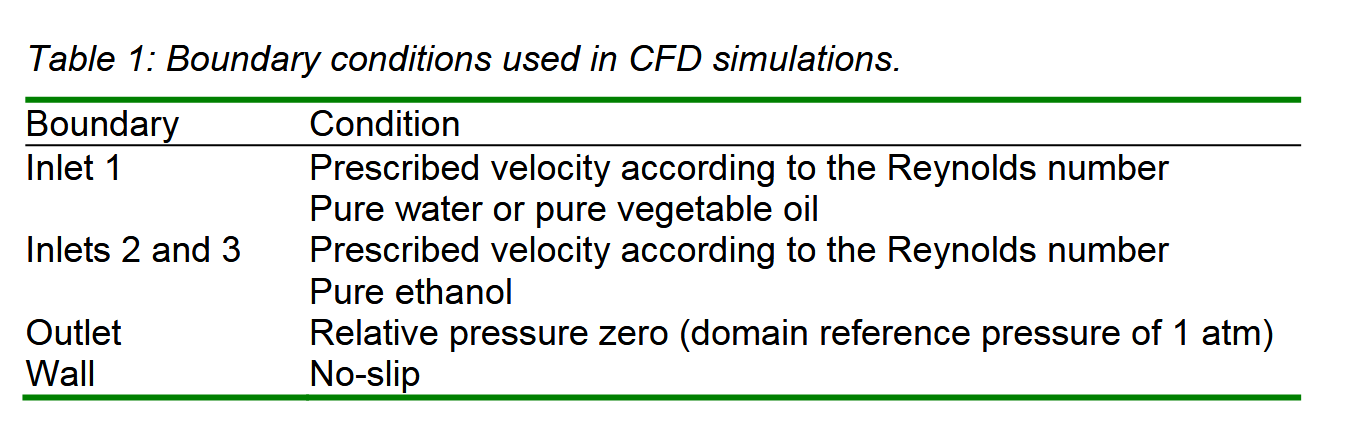 Table 1: Boundary conditions used in CFD simulations.
Boundary Condition
Inlet 1 Prescribed velocity according to the Reynolds number
Pure water or pure vegetable oil
Inlets 2 and 3 Prescribed velocity according to the Reynolds number
Pure ethanol
Outlet Relative pressure zero (domain reference pressure of 1 atm)
Wall No-slip